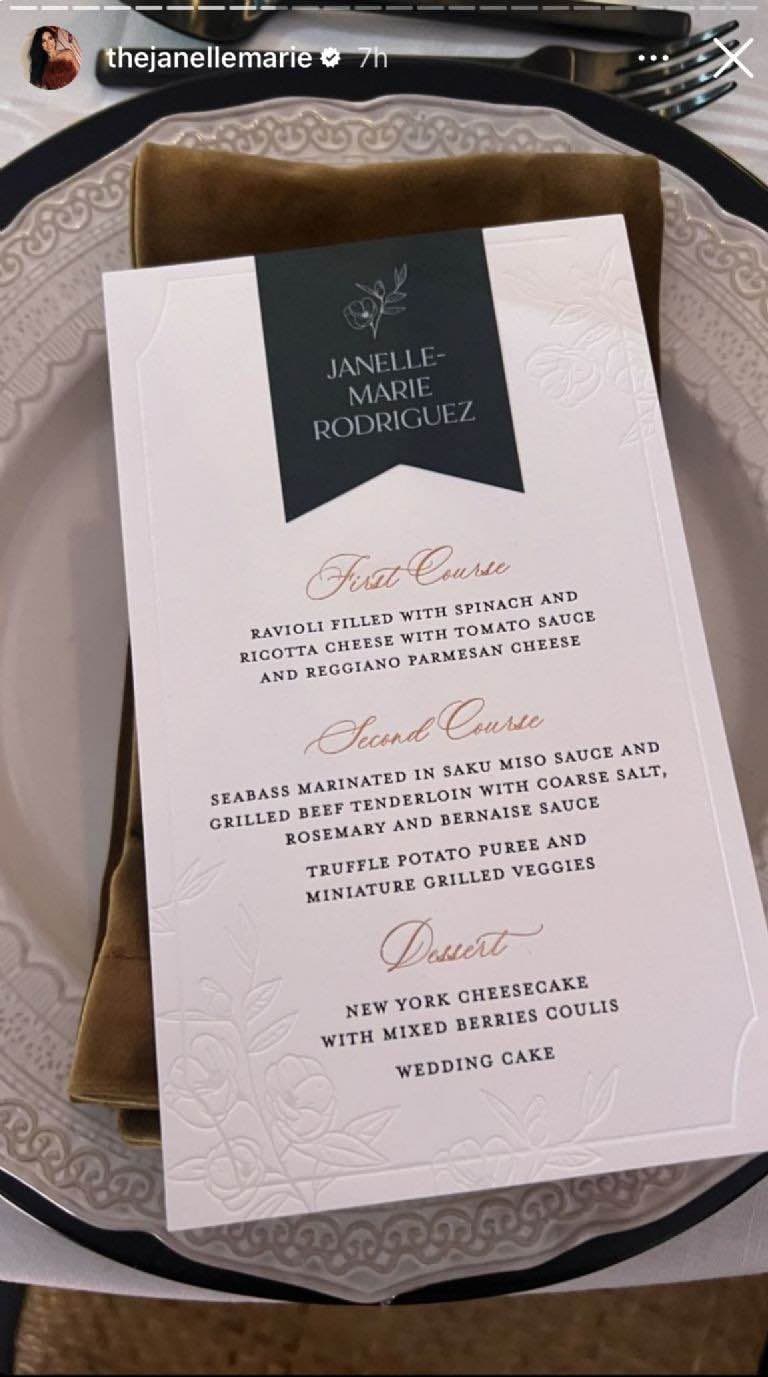 thejanellemarie 7h
JANELLE-
MARIE
RODRIGUEZ
First Course
RAVIOLI FILLED WITH SPINACH AND
RICOTTA CHEESE WITH TOMATO SAUCE
AND REGGIANO PARMESAN CHEESE
Second Course
SEABASS MARINATED IN SAKU MISO SAUCE AND
GRILLED BEEF TENDERLOIN WITH COARSE SALT,
ROSEMARY AND BERNAISE SAUCE
TRUFFLE POTATO PUREE AND
MINIATURE GRILLED VEGGIES
Dessert
NEW YORK CHEESECAKE
WITH MIXED BERRIES COULIS
WEDDING CAKE